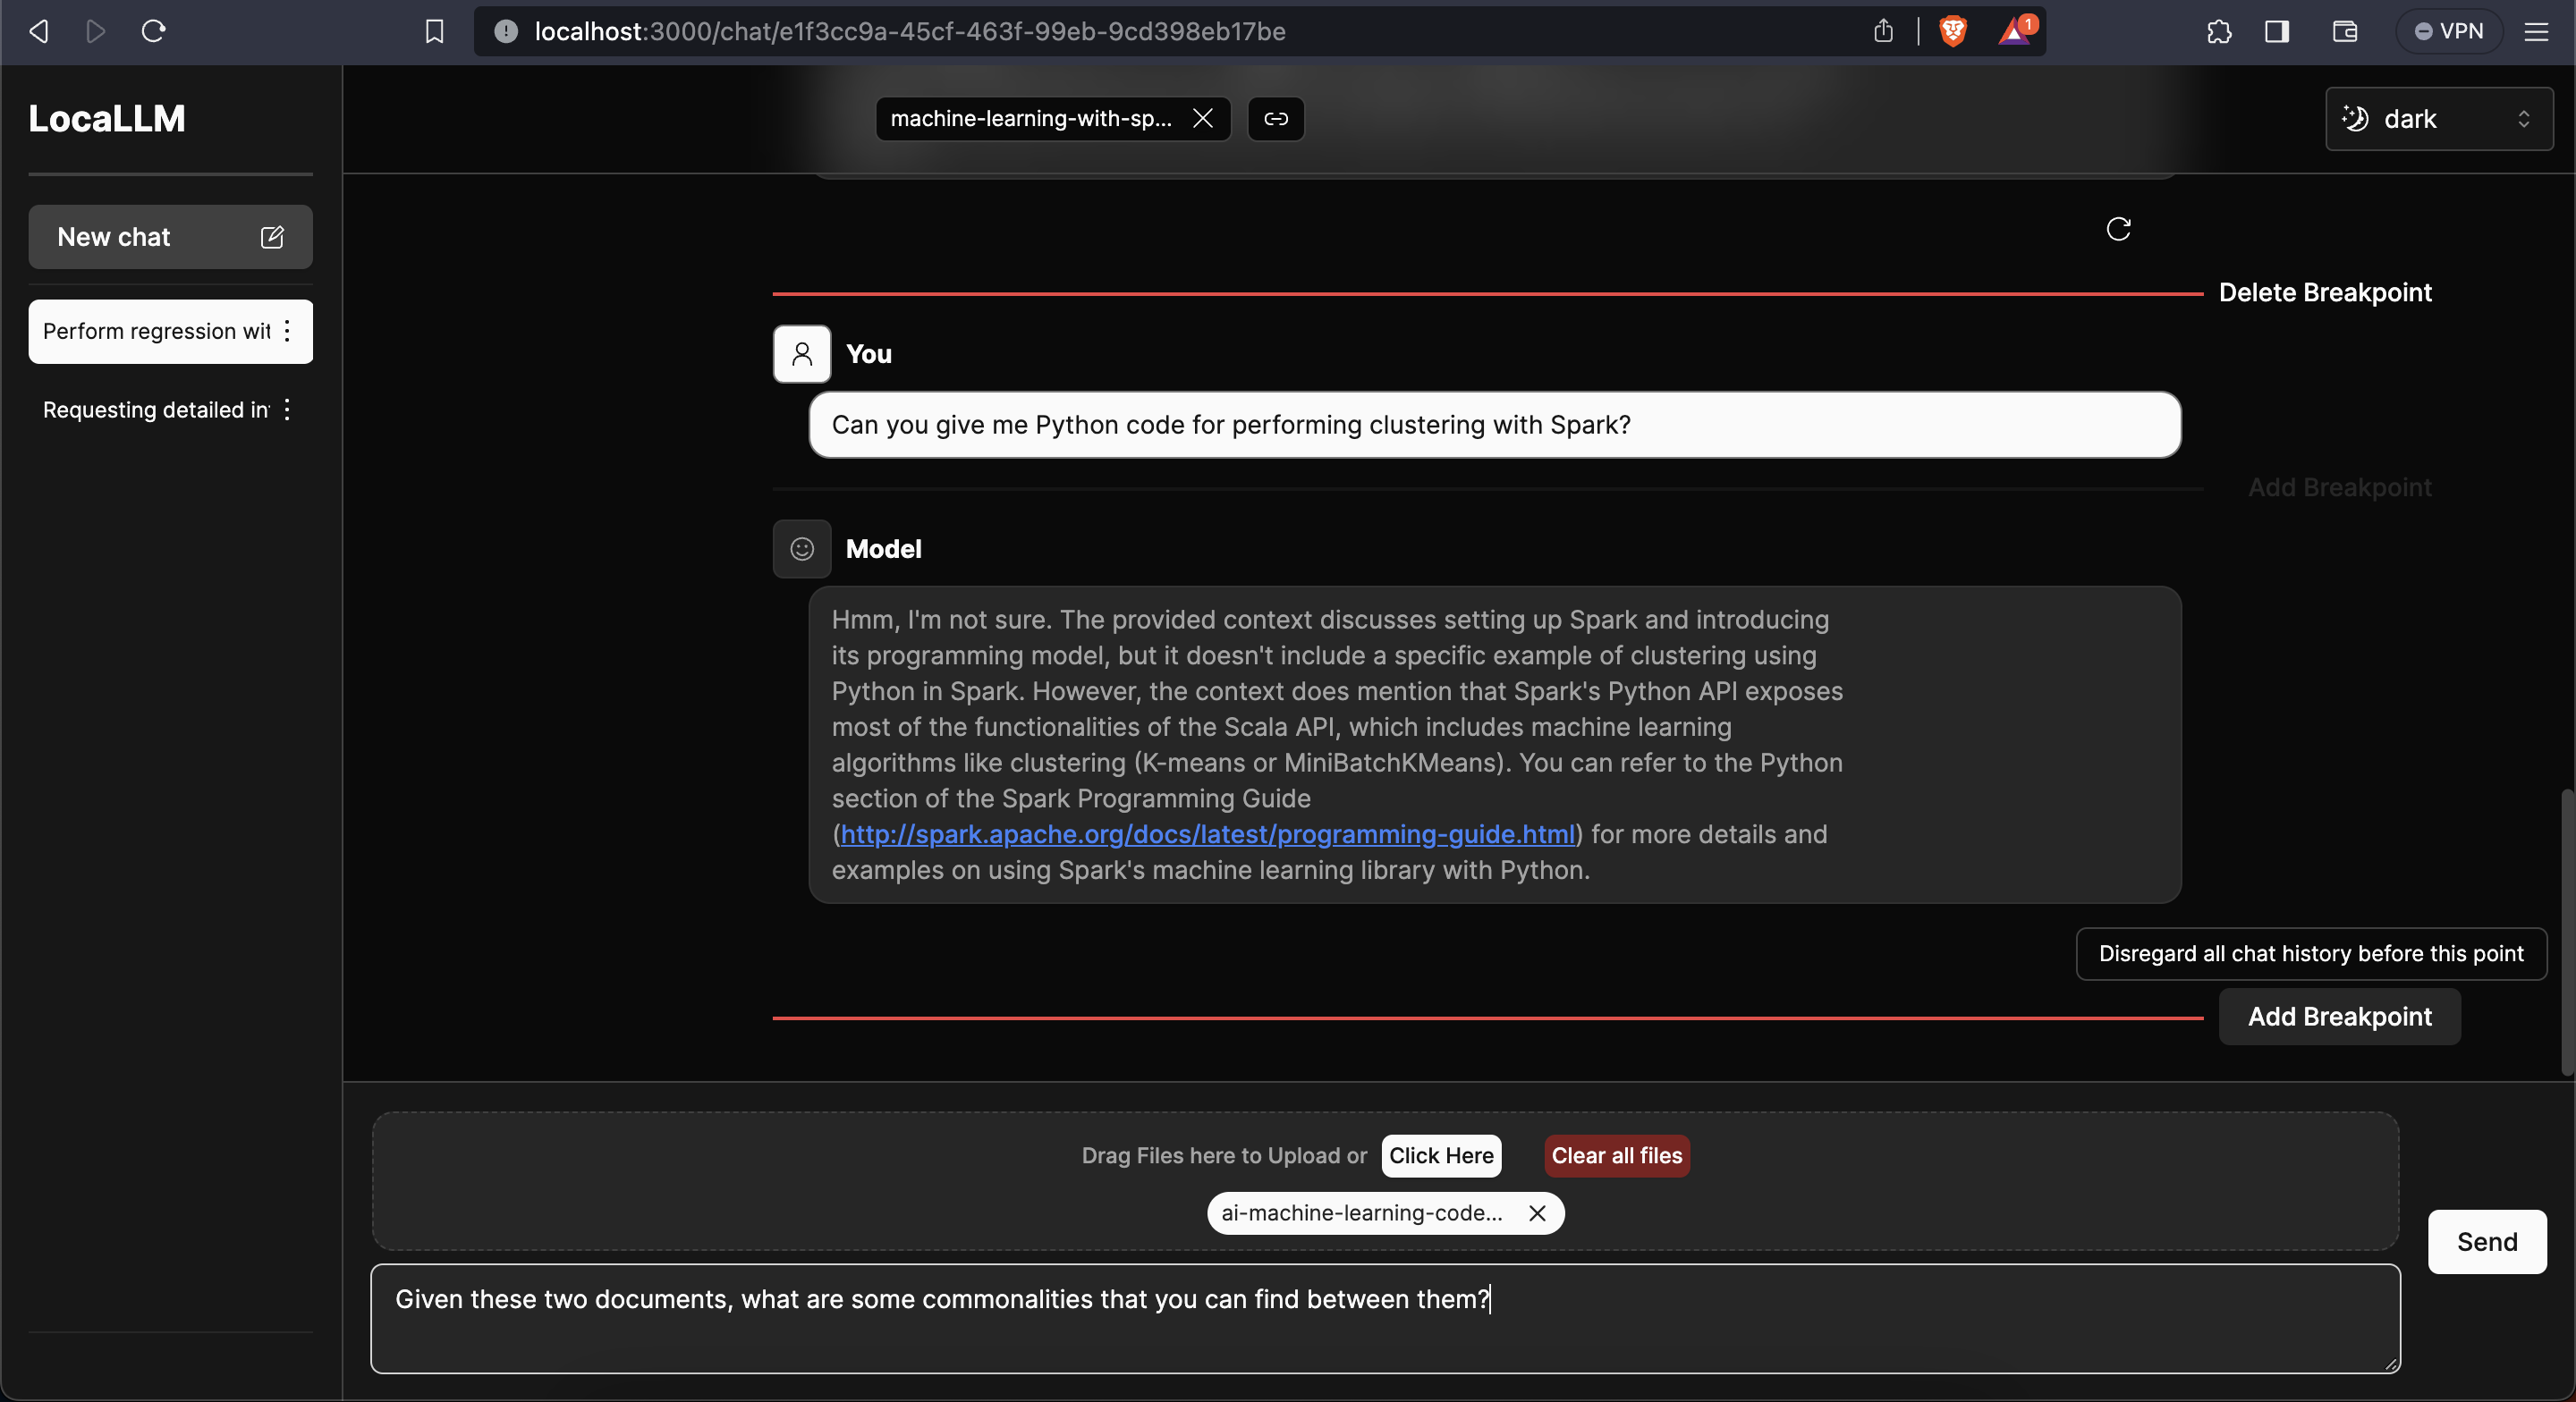 localhost:3000/chat/e1f3cc9a-45cf-463f-99eb-9cd398eb17be
1
VPN
LocaLLM
machine-learning-with-sp...
dark
New chat
Perform regression wit
Requesting detailed in
Delete Breakpoint
You
Can you give me Python code for performing clustering with Spark?
Add Breakpoint
Model
Hmm, I'm not sure. The provided context discusses setting up Spark and introducing
its programming model, but it doesn't include a specific example of clustering using
Python in Spark. However, the context does mention that Spark's Python API exposes
most of the functionalities of the Scala API, which includes machine learning
algorithms like clustering (K-means or MiniBatchKMeans). You can refer to the Python
section of the Spark Programming Guide
(http://spark.apache.org/docs/latest/programming-guide.html) for more details and
examples on using Spark's machine learning library with Python.
Disregard all chat history before this point
Add Breakpoint
Drag Files here to Upload or Click Here Clear all files
ai-machine-learning-code...
Send
Given these two documents, what are some commonalities that you can find between them?